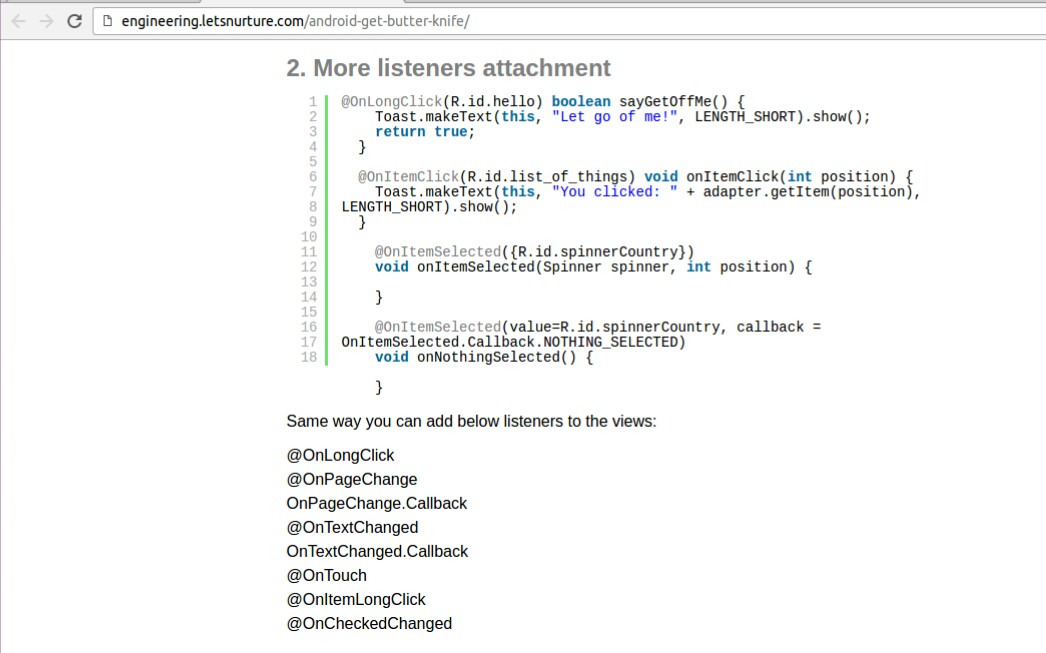 engineering.letsnurture.com/android-get-butter-knife/
2. More listeners attachment
1 @OnLongClick(R.id.hello) boolean sayGetOffMe() {
2 Toast.makeText(this, "Let go of me!", LENGTH_SHORT).show();
3 return true;
4 }
5
6 @OnItemClick(R.id.list_of_things) void onItemClick(int position) {
7 Toast.makeText(this, "You clicked: " + adapter.getItem(position),
8 LENGTH_SHORT).show();
9 }
10
11 @OnItemSelected({R.id.spinnerCountry})
12 void onItemSelected(Spinner spinner, int position) {
13
14 }
15
16 @OnItemSelected(value=R.id.spinnerCountry, callback =
17 OnItemSelected.Callback.NOTHING_SELECTED)
18 void onNothingSelected() {
}
Same way you can add below listeners to the views:
@OnLongClick
@OnPageChange
OnPageChange.Callback
@OnTextChanged
OnTextChanged.Callback
@OnTouch
@OnItemLongClick
@OnCheckedChanged